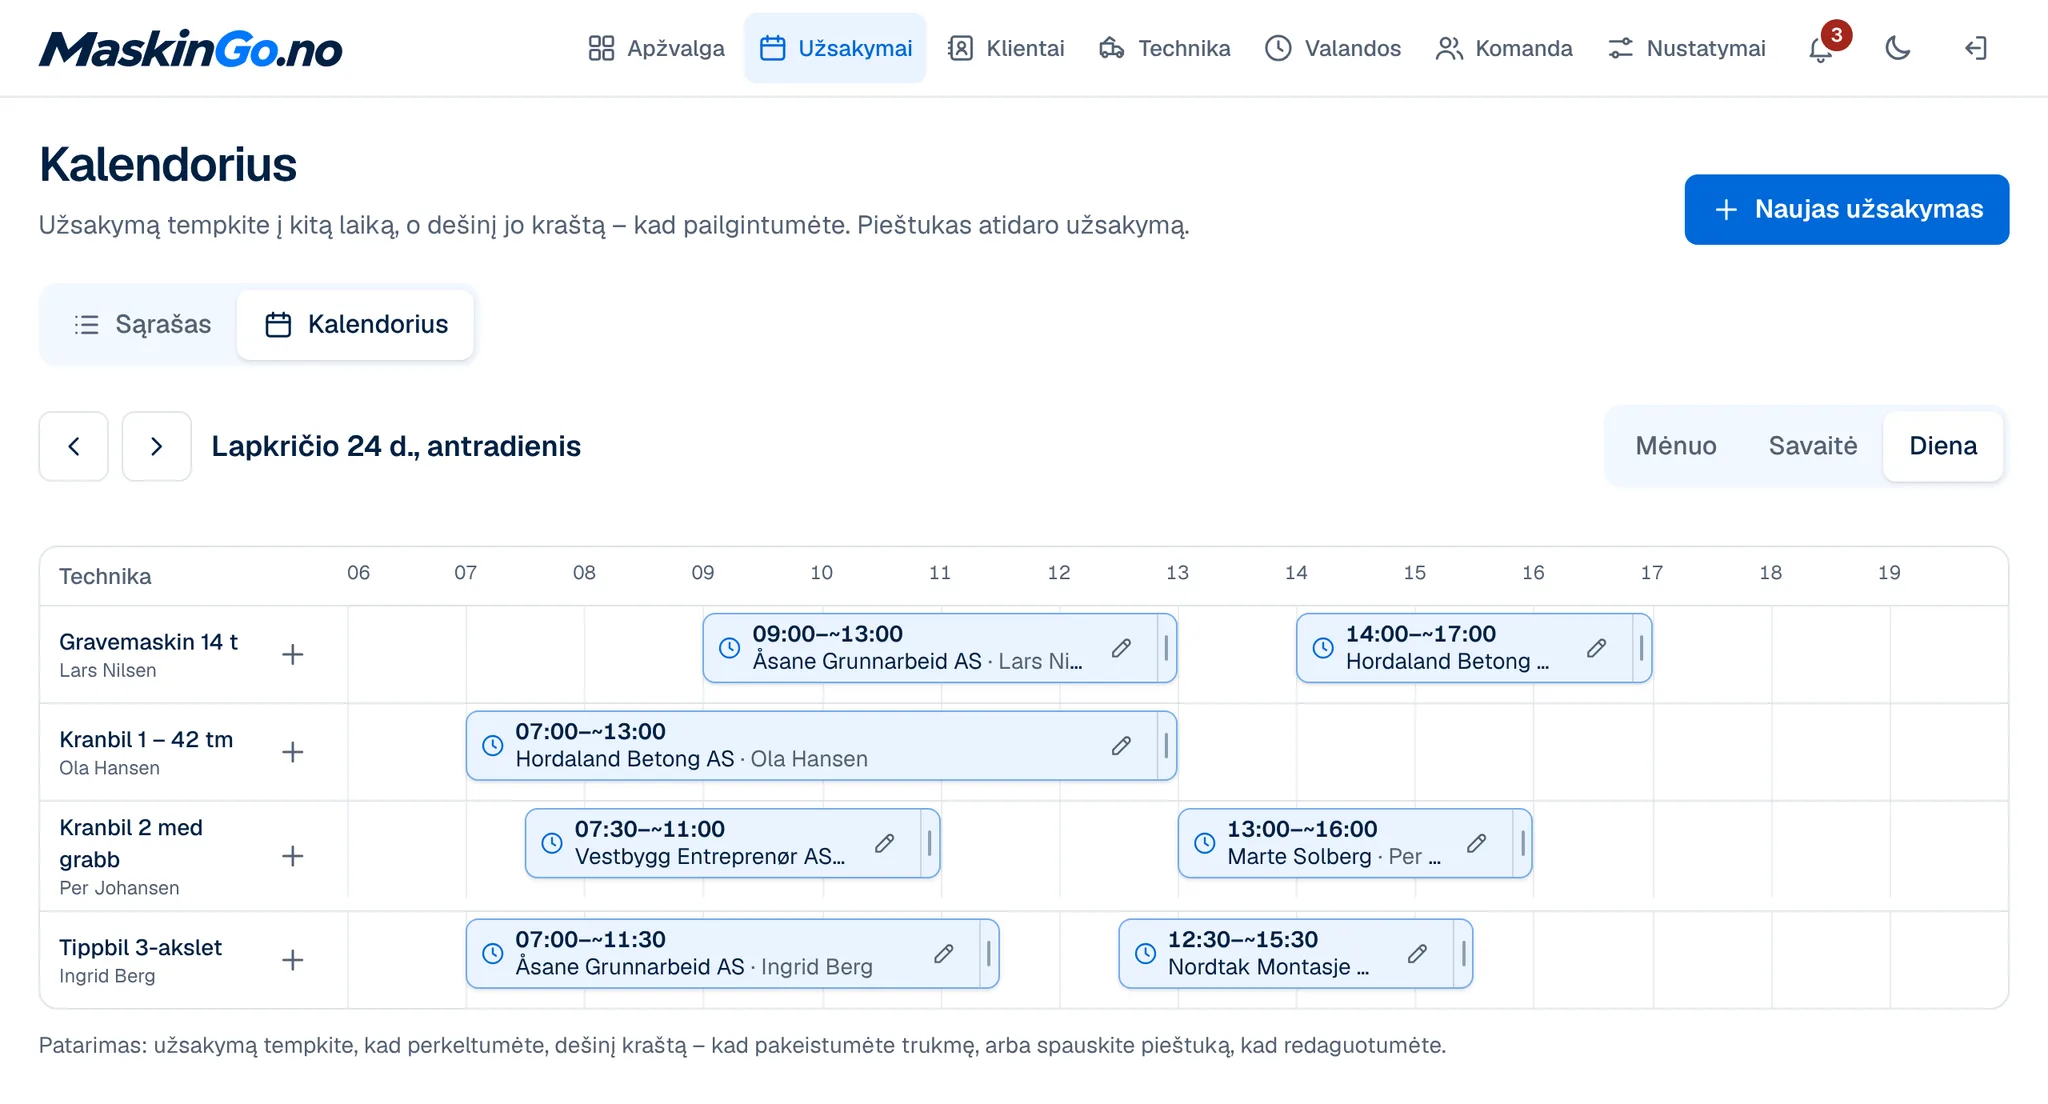 MaskinGo.no
Apžvalga
Užsakymai
Klientai
Technika
Valandos
Komanda
Nustatymai
3
Kalendorius
Užsakymą tempkite į kitą laiką, o dešinį jo kraštą – kad pailgintumėte. Pieštukas atidaro užsakymą.
Naujas užsakymas
Sąrašas
Kalendorius
Lapkričio 24 d., antradienis
Mėnuo
Savaitė
Diena
Technika
06 07 08 09 10 11 12 13 14 15 16 17 18 19
Gravemaskin 14 t
Lars Nilsen
09:00–~13:00
Åsane Grunnarbeid AS · Lars Ni...
14:00–~17:00
Hordaland Betong ...
Kranbil 1 – 42 tm
Ola Hansen
07:00–~13:00
Hordaland Betong AS · Ola Hansen
Kranbil 2 med
grabb
Per Johansen
07:30–~11:00
Vestbygg Entreprenør AS...
13:00–~16:00
Marte Solberg · Per ...
Tippbil 3-akslet
Ingrid Berg
07:00–~11:30
Åsane Grunnarbeid AS · Ingrid Berg
12:30–~15:30
Nordtak Montasje ...
Patarimas: užsakymą tempkite, kad perkeltumėte, dešinį kraštą – kad pakeistumėte trukmę, arba spauskite pieštuką, kad redaguotumėte.